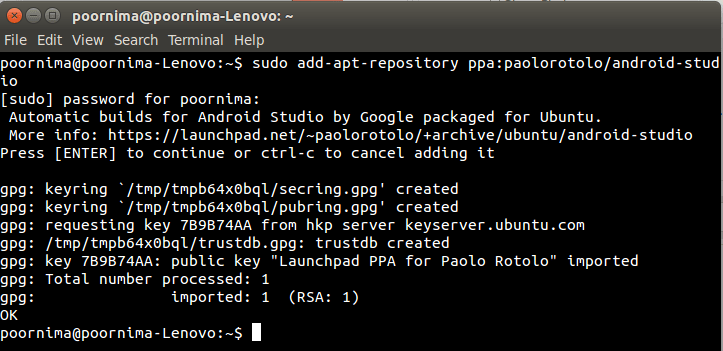 poornima@poornima-Lenovo: ~
File Edit View Search Terminal Help
poornima@poornima-Lenovo:~$ sudo add-apt-repository ppa:paolorotolo/android-stud
io
[sudo] password for poornima:
 Automatic builds for Android Studio by Google packaged for Ubuntu.
 More info: https://launchpad.net/~paolorotolo/+archive/ubuntu/android-studio
Press [ENTER] to continue or ctrl-c to cancel adding it

gpg: keyring `/tmp/tmpb64x0bql/secring.gpg' created
gpg: keyring `/tmp/tmpb64x0bql/pubring.gpg' created
gpg: requesting key 7B9B74AA from hkp server keyserver.ubuntu.com
gpg: /tmp/tmpb64x0bql/trustdb.gpg: trustdb created
gpg: key 7B9B74AA: public key "Launchpad PPA for Paolo Rotolo" imported
gpg: Total number processed: 1
gpg:               imported: 1  (RSA: 1)
OK
poornima@poornima-Lenovo:~$